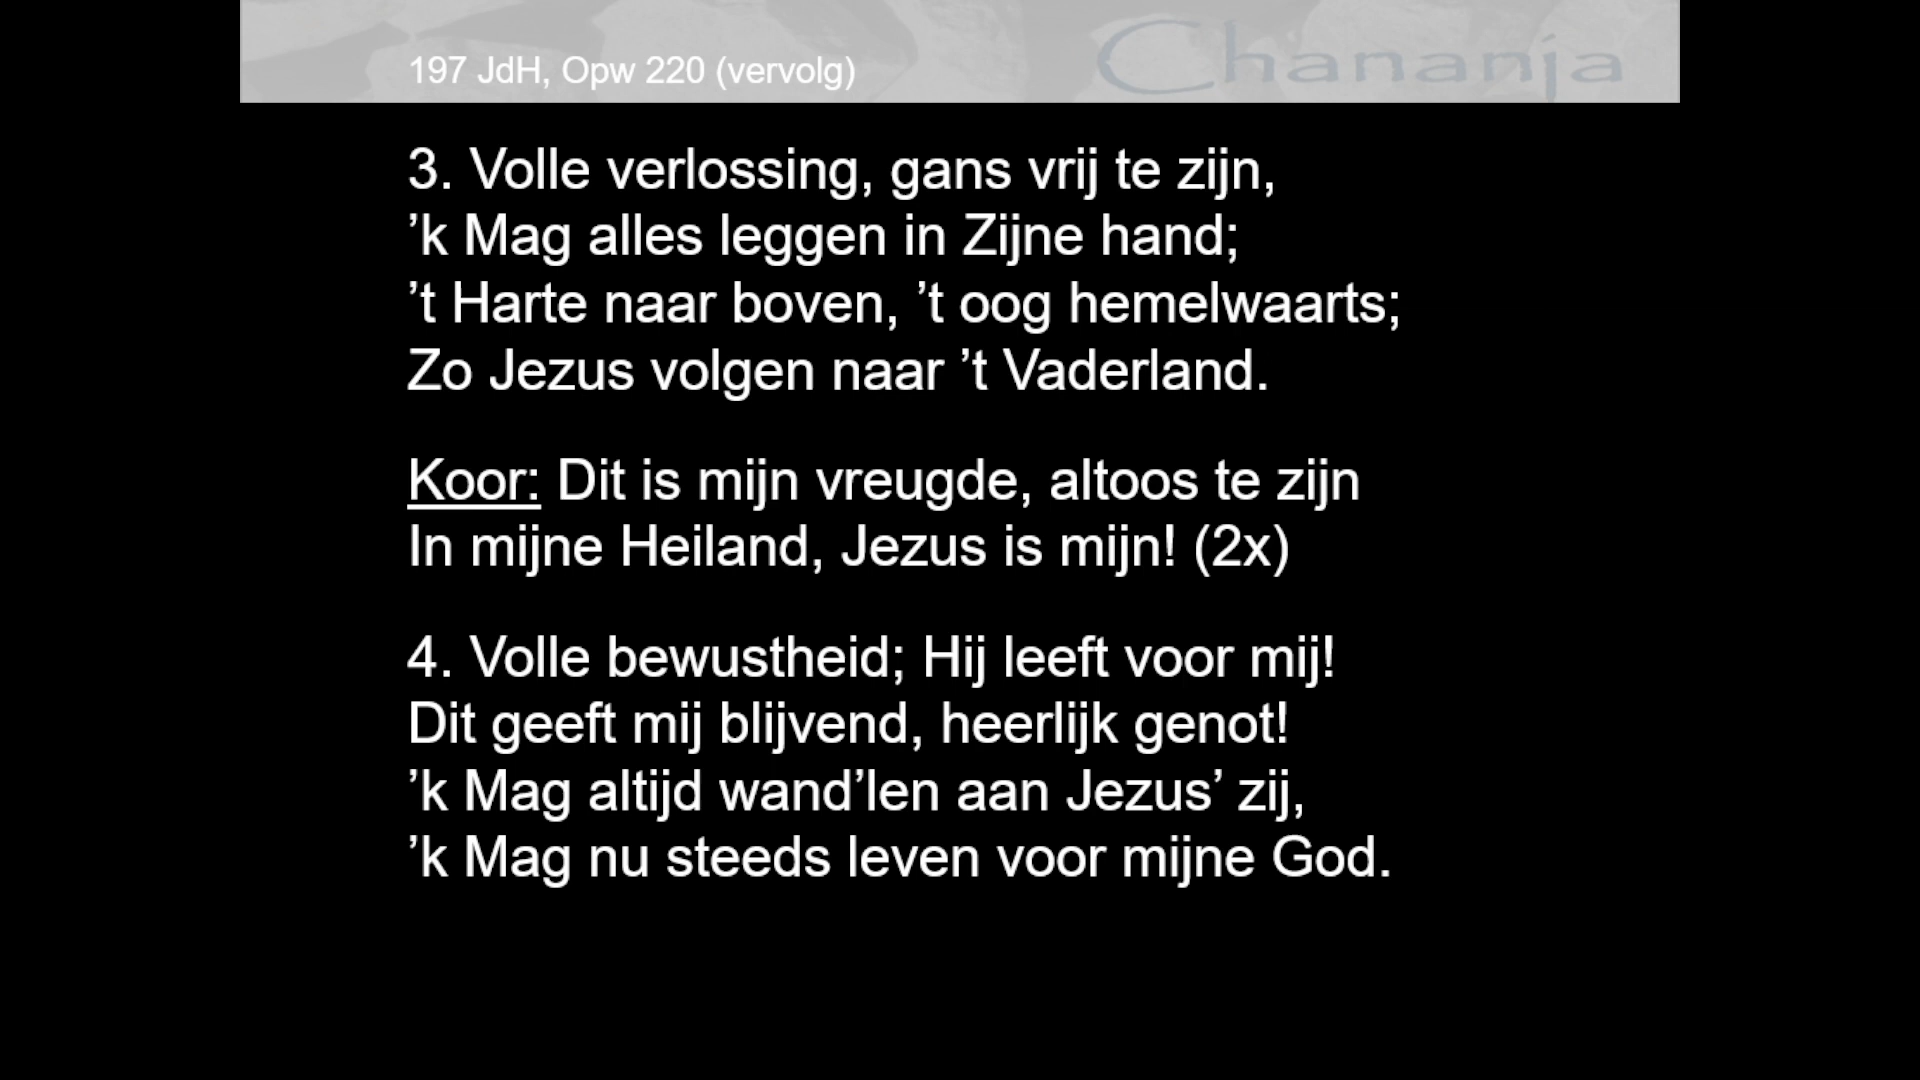 197 JdH, Opw 220 (vervolg)
Chananja
3. Volle verlossing, gans vrij te zijn,
’k Mag alles leggen in Zijne hand;
’t Harte naar boven, ’t oog hemelwaarts;
Zo Jezus volgen naar ’t Vaderland.
Koor: Dit is mijn vreugde, altoos te zijn
In mijne Heiland, Jezus is mijn! (2x)
4. Volle bewustheid; Hij leeft voor mij!
Dit geeft mij blijvend, heerlijk genot!
’k Mag altijd wand’len aan Jezus’ zij,
’k Mag nu steeds leven voor mijne God.